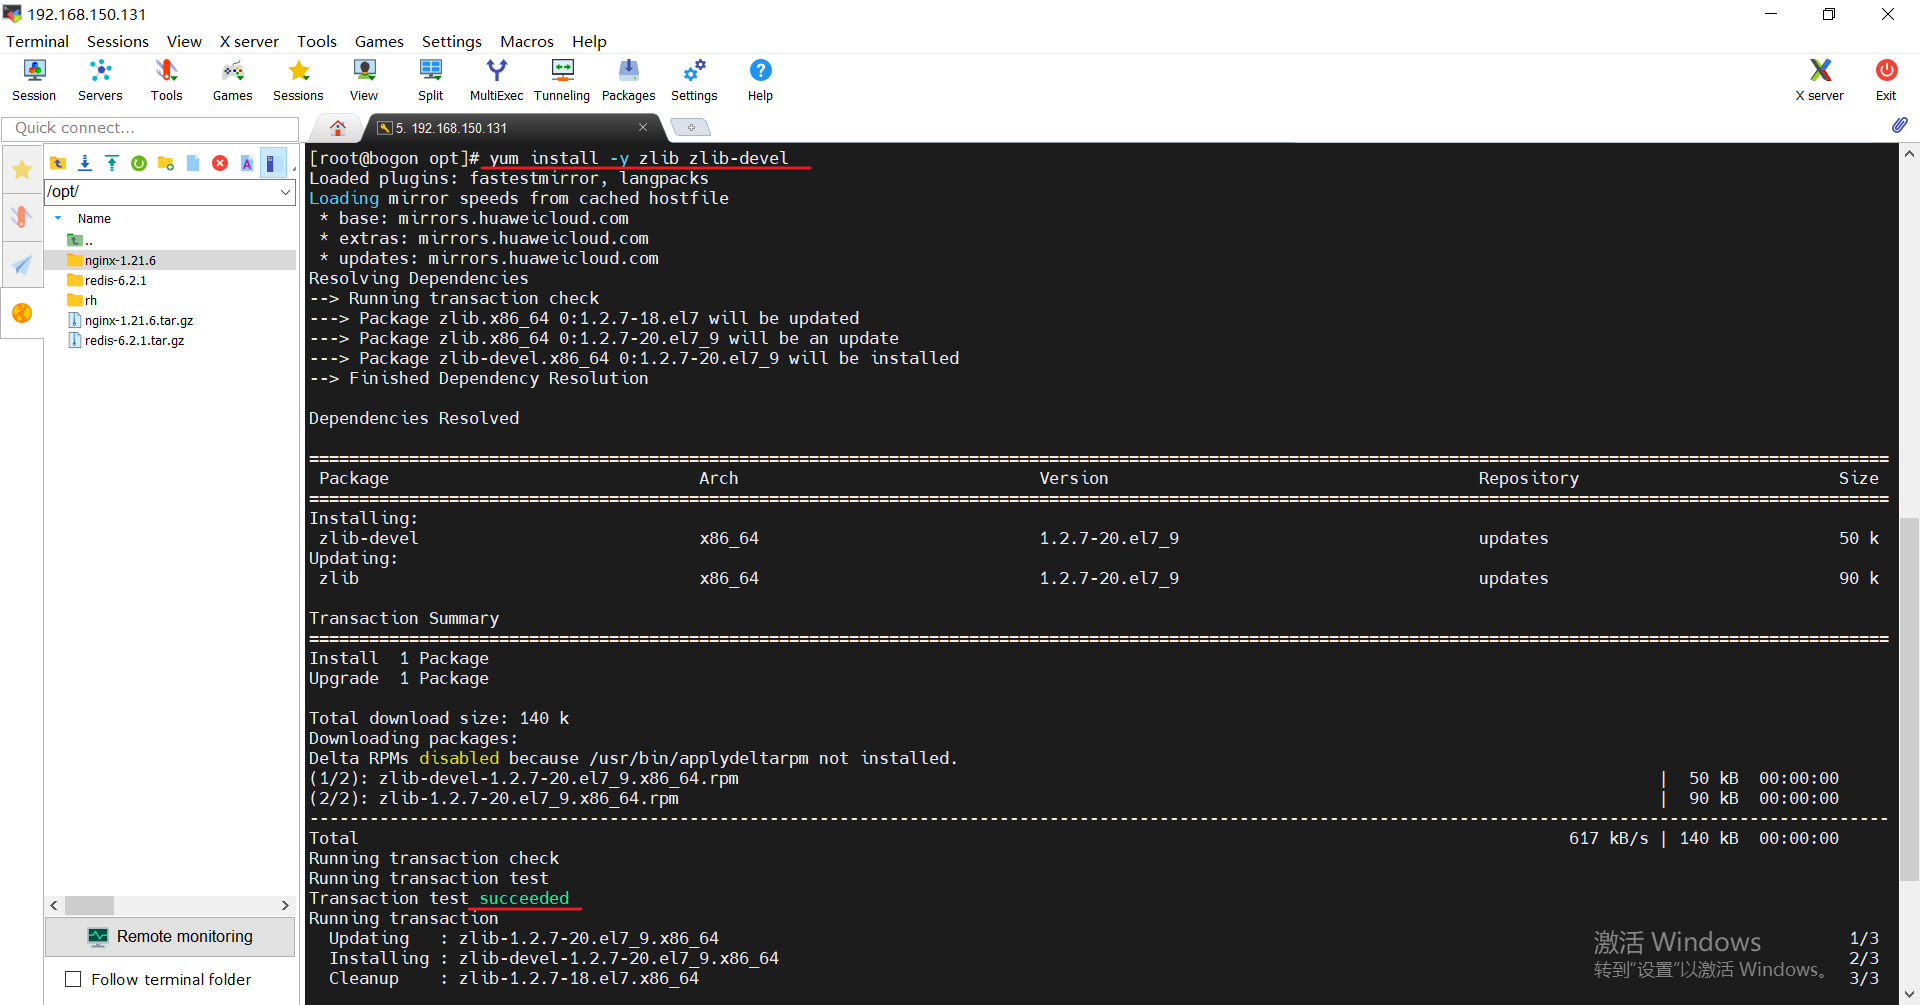 192.168.150.131
Terminal Sessions View X server Tools Games Settings Macros Help
Session Servers Tools Games Sessions View Split MultiExec Tunneling Packages Settings Help X server Exit
Quick connect...
5. 192.168.150.131
/opt/
Name
..
nginx-1.21.6
redis-6.2.1
rh
nginx-1.21.6.tar.gz
redis-6.2.1.tar.gz
Remote monitoring
Follow terminal folder
[root@bogon opt]# yum install -y zlib zlib-devel
Loaded plugins: fastestmirror, langpacks
Loading mirror speeds from cached hostfile
* base: mirrors.huaweicloud.com
* extras: mirrors.huaweicloud.com
* updates: mirrors.huaweicloud.com
Resolving Dependencies
--> Running transaction check
---> Package zlib.x86_64 0:1.2.7-18.el7 will be updated
---> Package zlib.x86_64 0:1.2.7-20.el7_9 will be an update
---> Package zlib-devel.x86_64 0:1.2.7-20.el7_9 will be installed
--> Finished Dependency Resolution
Dependencies Resolved
Package Arch Version Repository Size
Installing:
zlib-devel x86_64 1.2.7-20.el7_9 updates 50 k
Updating:
zlib x86_64 1.2.7-20.el7_9 updates 90 k
Transaction Summary
Install 1 Package
Upgrade 1 Package
Total download size: 140 k
Downloading packages:
Delta RPMs disabled because /usr/bin/applydeltarpm not installed.
(1/2): zlib-devel-1.2.7-20.el7_9.x86_64.rpm | 50 kB 00:00:00
(2/2): zlib-1.2.7-20.el7_9.x86_64.rpm | 90 kB 00:00:00
Total 617 kB/s | 140 kB 00:00:00
Running transaction check
Running transaction test
Transaction test succeeded
Running transaction
Updating : zlib-1.2.7-20.el7_9.x86_64 1/3
Installing : zlib-devel-1.2.7-20.el7_9.x86_64 2/3
Cleanup : zlib-1.2.7-18.el7.x86_64 3/3
激活 Windows
转到“设置”以激活 Windows。